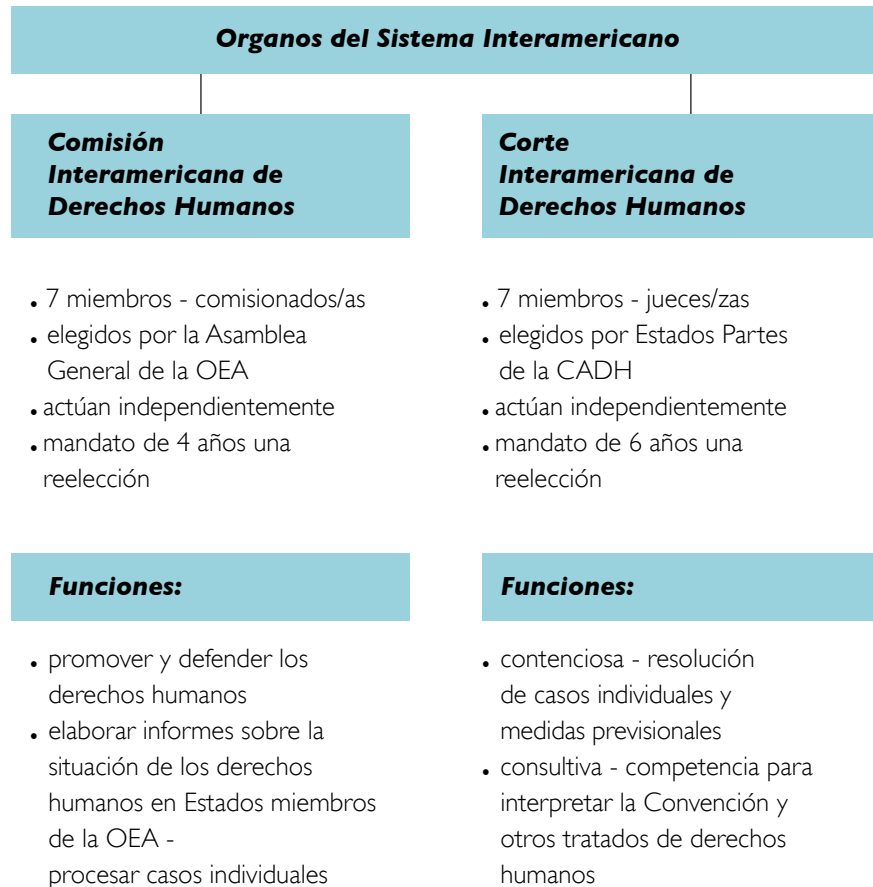 Organos del Sistema Interamericano
Comisión
Interamericana de
Derechos Humanos
. 7 miembros - comisionados/as
. elegidos por la Asamblea
General de la OEA
. actúan independientemente
. mandato de 4 años una
reelección
Funciones:
. promover y defender los
derechos humanos
. elaborar informes sobre la
situación de los derechos
humanos en Estados miembros
de la OEA -
procesar casos individuales
Corte
Interamericana de
Derechos Humanos
. 7 miembros - jueces/zas
. elegidos por Estados Partes
de la CADH
. actúan independientemente
. mandato de 6 años una
reelección
Funciones:
. contenciosa - resolución
de casos individuales y
medidas previsionales
. consultiva - competencia para
interpretar la Convención y
otros tratados de derechos
humanos